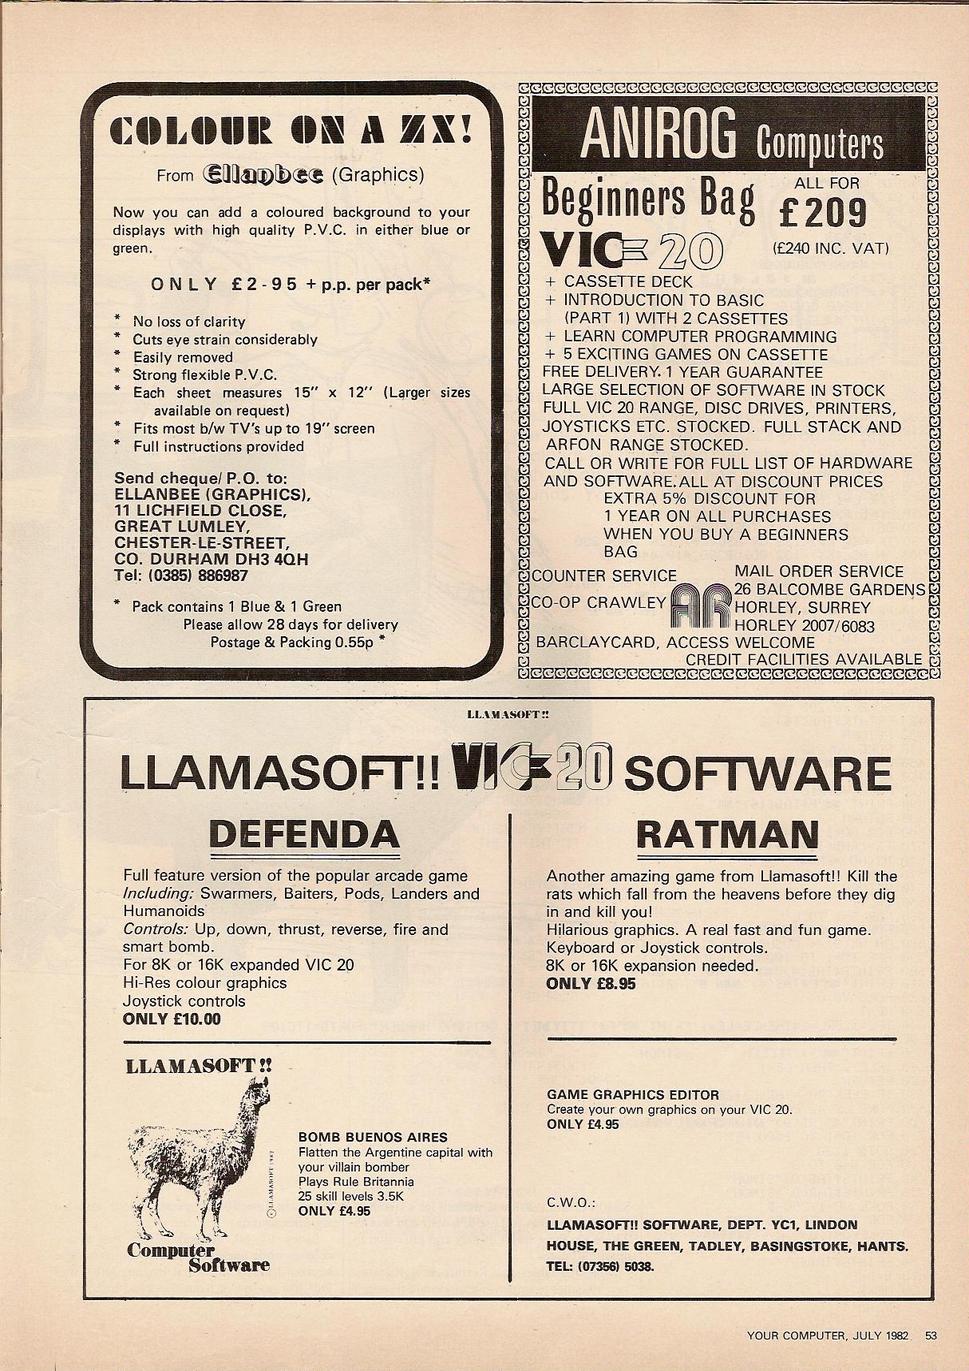 COLOUR ON A ZX!
From Ellanbee (Graphics)
Now you can add a coloured background to your
displays with high quality P.V.C. in either blue or
green.
ONLY £2-95 + p.p. per pack*
* No loss of clarity
* Cuts eye strain considerably
* Easily removed
* Strong flexible P.V.C.
* Each sheet measures 15" x 12" (Larger sizes
available on request)
* Fits most b/w TV's up to 19" screen
* Full instructions provided
Send cheque/ P.O. to:
ELLANBEE (GRAPHICS),
11 LICHFIELD CLOSE,
GREAT LUMLEY,
CHESTER-LE-STREET,
CO. DURHAM DH3 4QH
Tel: (0385) 886987
* Pack contains 1 Blue & 1 Green
Please allow 28 days for delivery
Postage & Packing 0.55p *
ANIROG Computers
Beginners Bag
ALL FOR
£209
(£240 INC. VAT)
VIC 20
+ CASSETTE DECK
+ INTRODUCTION TO BASIC
(PART 1) WITH 2 CASSETTES
+ LEARN COMPUTER PROGRAMMING
+ 5 EXCITING GAMES ON CASSETTE
FREE DELIVERY. 1 YEAR GUARANTEE
LARGE SELECTION OF SOFTWARE IN STOCK
FULL VIC 20 RANGE, DISC DRIVES, PRINTERS,
JOYSTICKS ETC. STOCKED. FULL STACK AND
ARFON RANGE STOCKED.
CALL OR WRITE FOR FULL LIST OF HARDWARE
AND SOFTWARE. ALL AT DISCOUNT PRICES
EXTRA 5% DISCOUNT FOR
1 YEAR ON ALL PURCHASES
WHEN YOU BUY A BEGINNERS
BAG
COUNTER SERVICE
CO-OP CRAWLEY
AR
MAIL ORDER SERVICE
26 BALCOMBE GARDENS
HORLEY, SURREY
HORLEY 2007/6083
BARCLAYCARD, ACCESS WELCOME
CREDIT FACILITIES AVAILABLE
LLAMASOFT!!
LLAMASOFT!! VIC 20 SOFTWARE
DEFENDA
Full feature version of the popular arcade game
Including: Swarmers, Baiters, Pods, Landers and
Humanoids
Controls: Up, down, thrust, reverse, fire and
smart bomb.
For 8K or 16K expanded VIC 20
Hi-Res colour graphics
Joystick controls
ONLY £10.00
LLAMASOFT!!
© LLAMASOFT 1982
Computer
Software
BOMB BUENOS AIRES
Flatten the Argentine capital with
your villain bomber
Plays Rule Britannia
25 skill levels 3.5K
ONLY £4.95
RATMAN
Another amazing game from Llamasoft!! Kill the
rats which fall from the heavens before they dig
in and kill you!
Hilarious graphics. A real fast and fun game.
Keyboard or Joystick controls.
8K or 16K expansion needed.
ONLY £8.95
GAME GRAPHICS EDITOR
Create your own graphics on your VIC 20.
ONLY £4.95
C.W.O.:
LLAMASOFT!! SOFTWARE, DEPT. YC1, LINDON
HOUSE, THE GREEN, TADLEY, BASINGSTOKE, HANTS.
TEL: (07356) 5038.
YOUR COMPUTER, JULY 1982 53